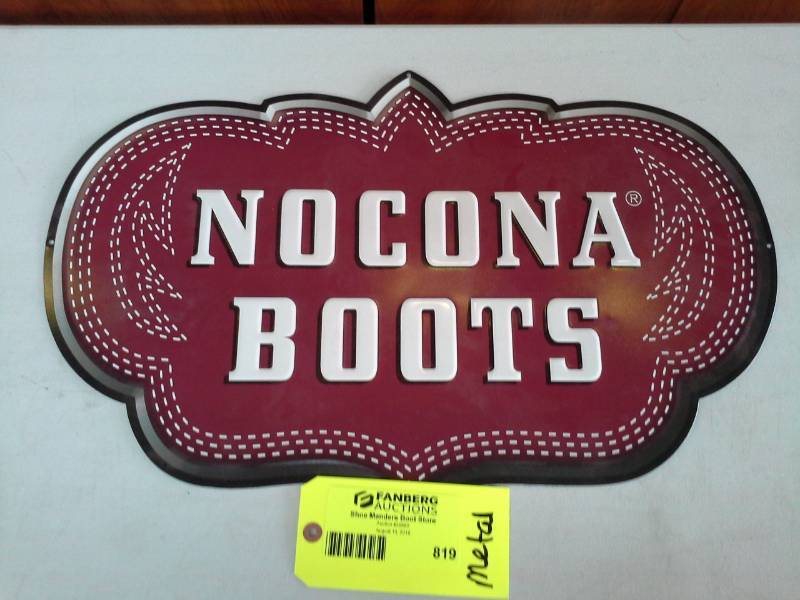 NOCONA®
BOOTS
FANBERG
AUCTIONS
Shoe Menders Boot Store
819
metal